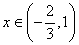 x ∈ (−2/3, 1)